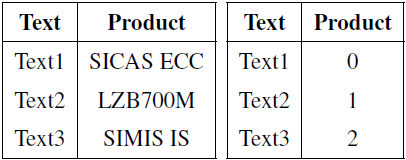 Text Product Text Product
Text1 SICAS ECC Text1 0
Text2 LZB700M Text2 1
Text3 SIMIS IS Text3 2